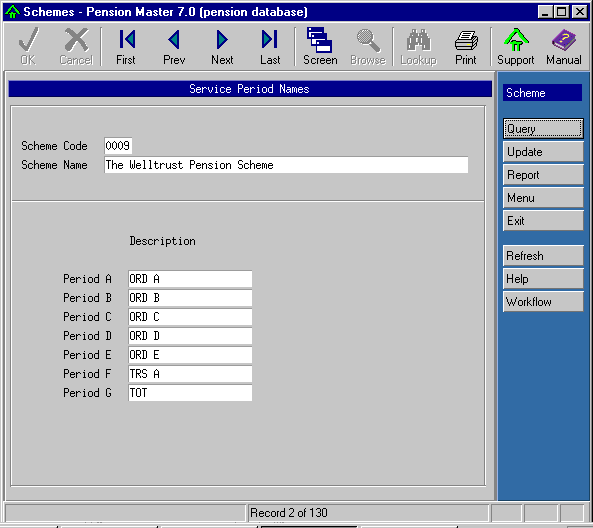 Schemes - Pension Master 7.0 (pension database)
OK Cancel First Prev Next Last Screen Browse Lookup Print Support Manual
Service Period Names
Scheme
Scheme Code 0009
Scheme Name The Welltrust Pension Scheme
Query
Update
Report
Menu
Exit
Refresh
Help
Workflow
Description
Period A ORD A
Period B ORD B
Period C ORD C
Period D ORD D
Period E ORD E
Period F TRS A
Period G TOT
Record 2 of 130